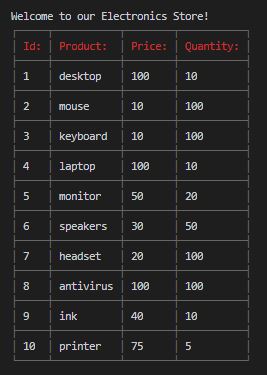 Welcome to our Electronics Store!
Id: Product: Price: Quantity:
1 desktop 100 10
2 mouse 10 100
3 keyboard 10 100
4 laptop 100 10
5 monitor 50 20
6 speakers 30 50
7 headset 20 100
8 antivirus 100 100
9 ink 40 10
10 printer 75 5